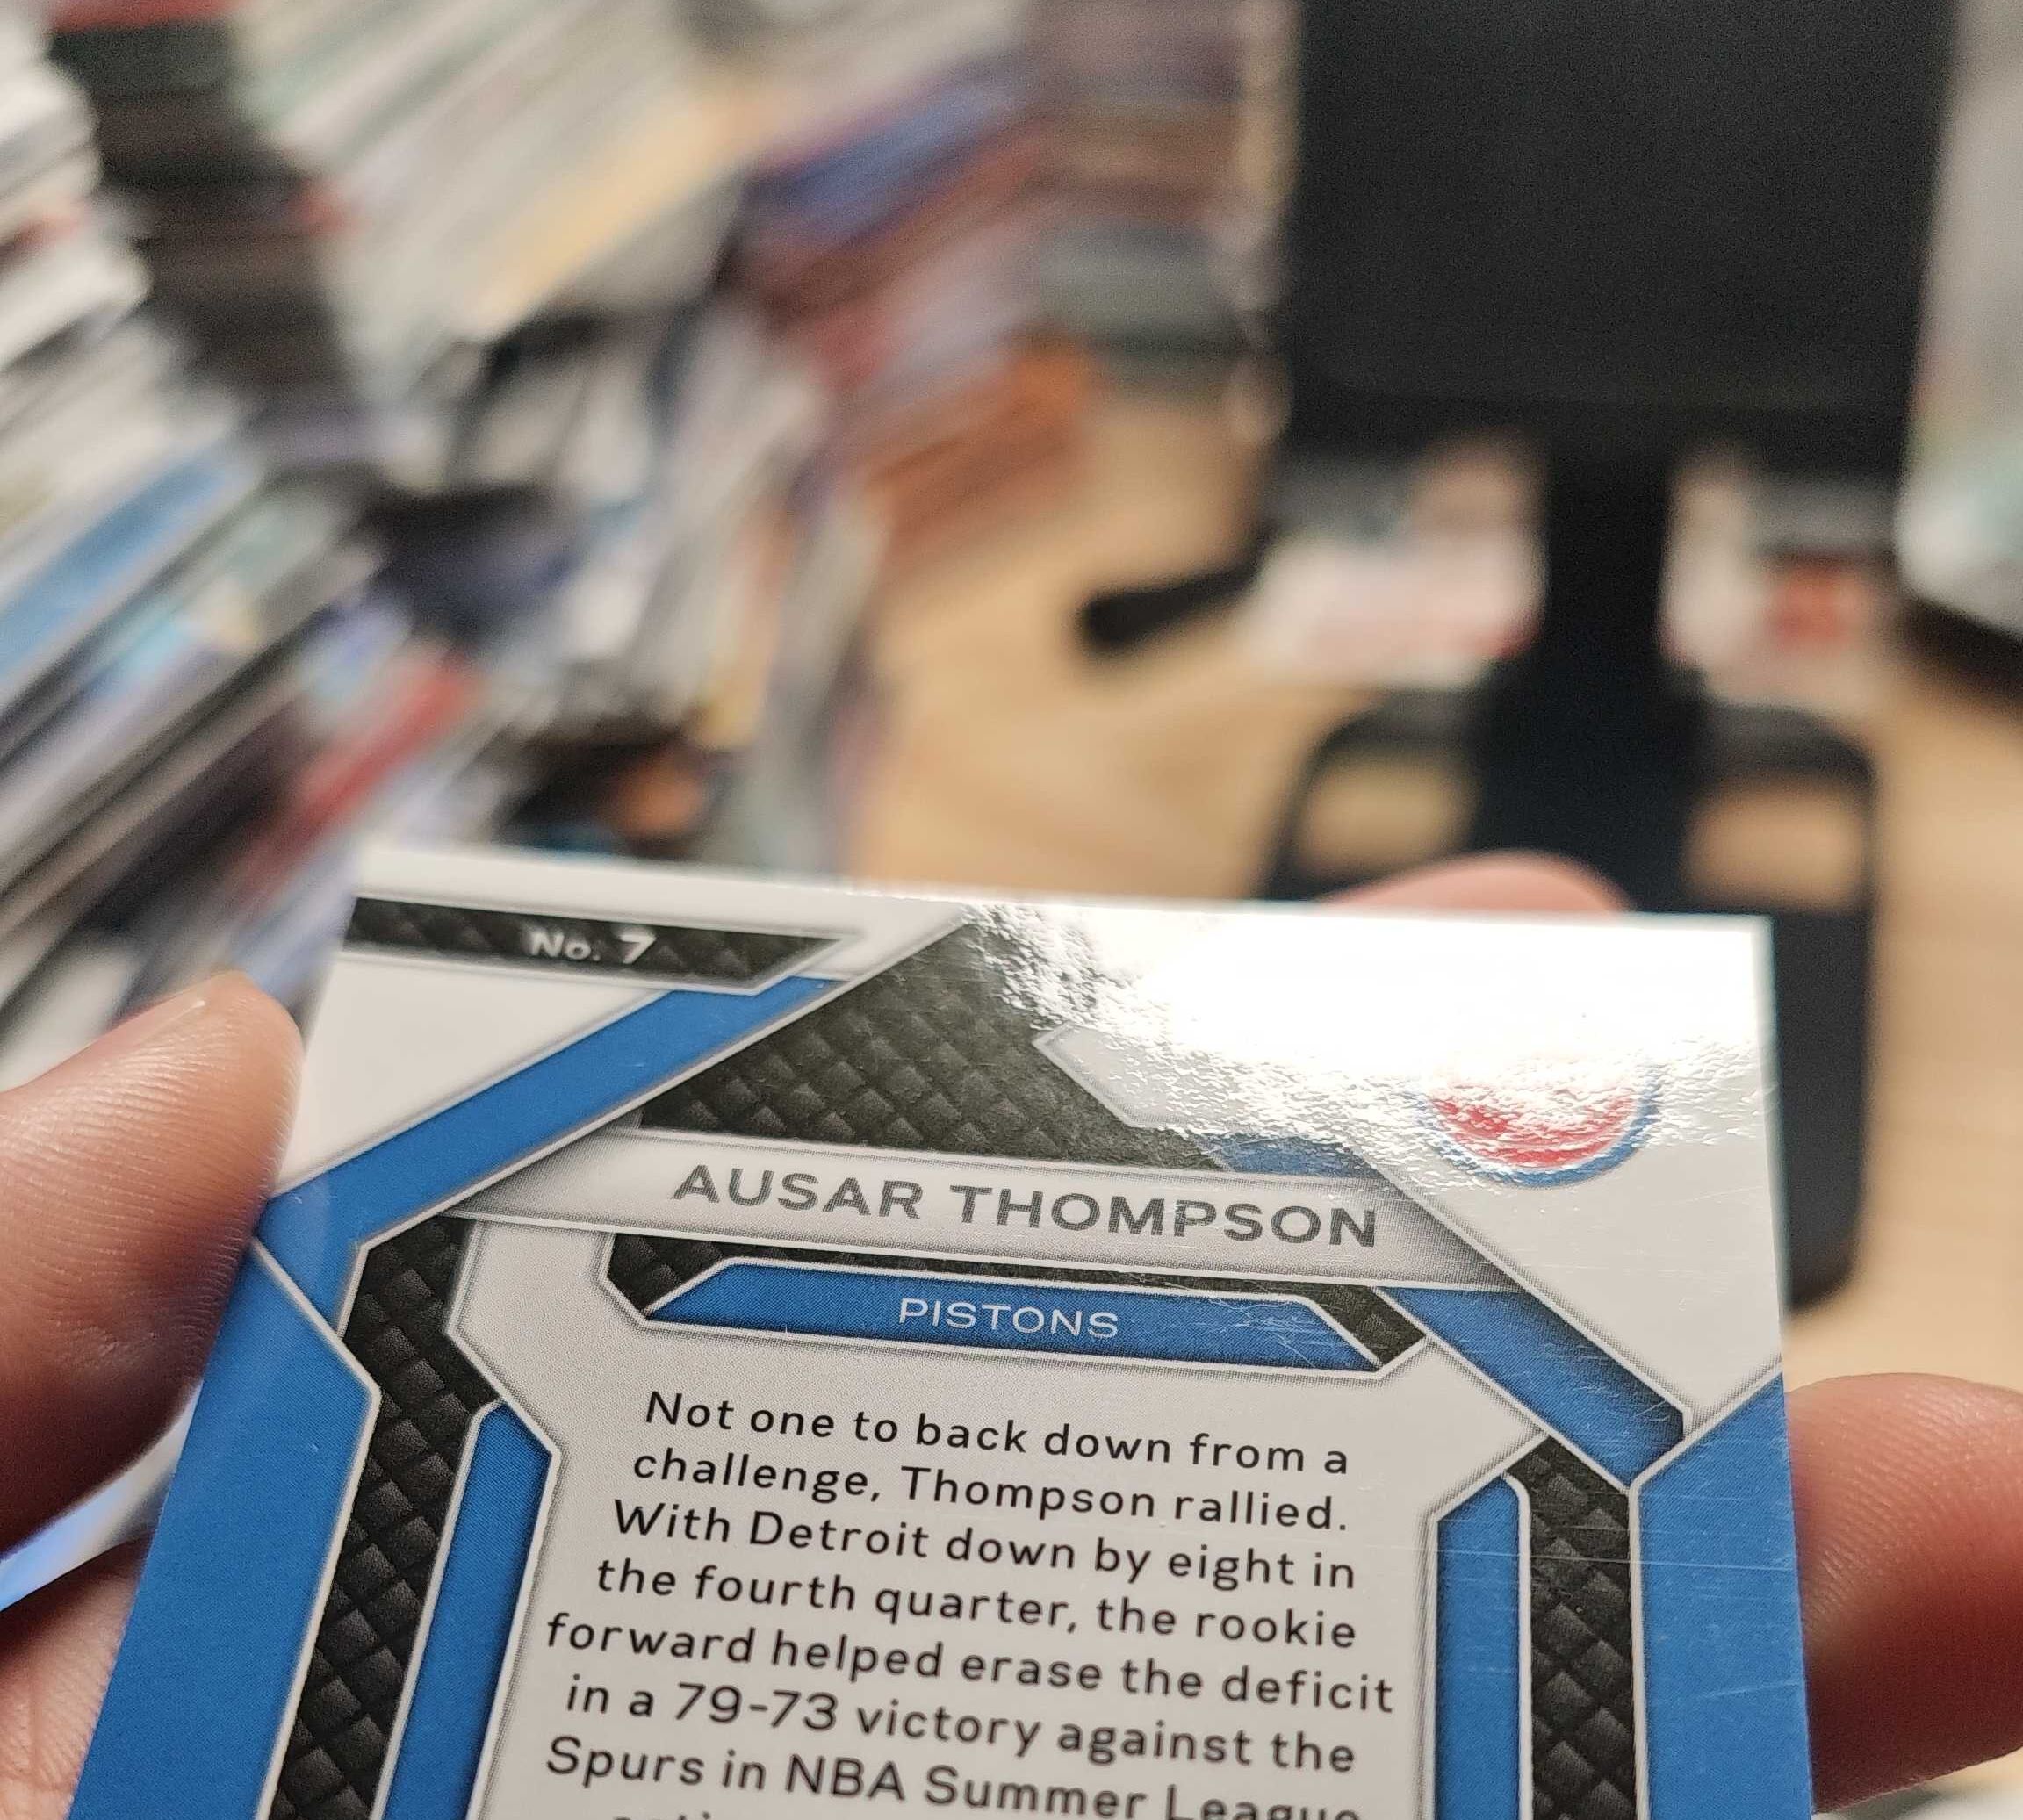 No. 7
AUSAR THOMPSON
PISTONS
Not one to back down from a
challenge, Thompson rallied.
With Detroit down by eight in
the fourth quarter, the rookie
forward helped erase the deficit
in a 79-73 victory against the
Spurs in NBA Summer League